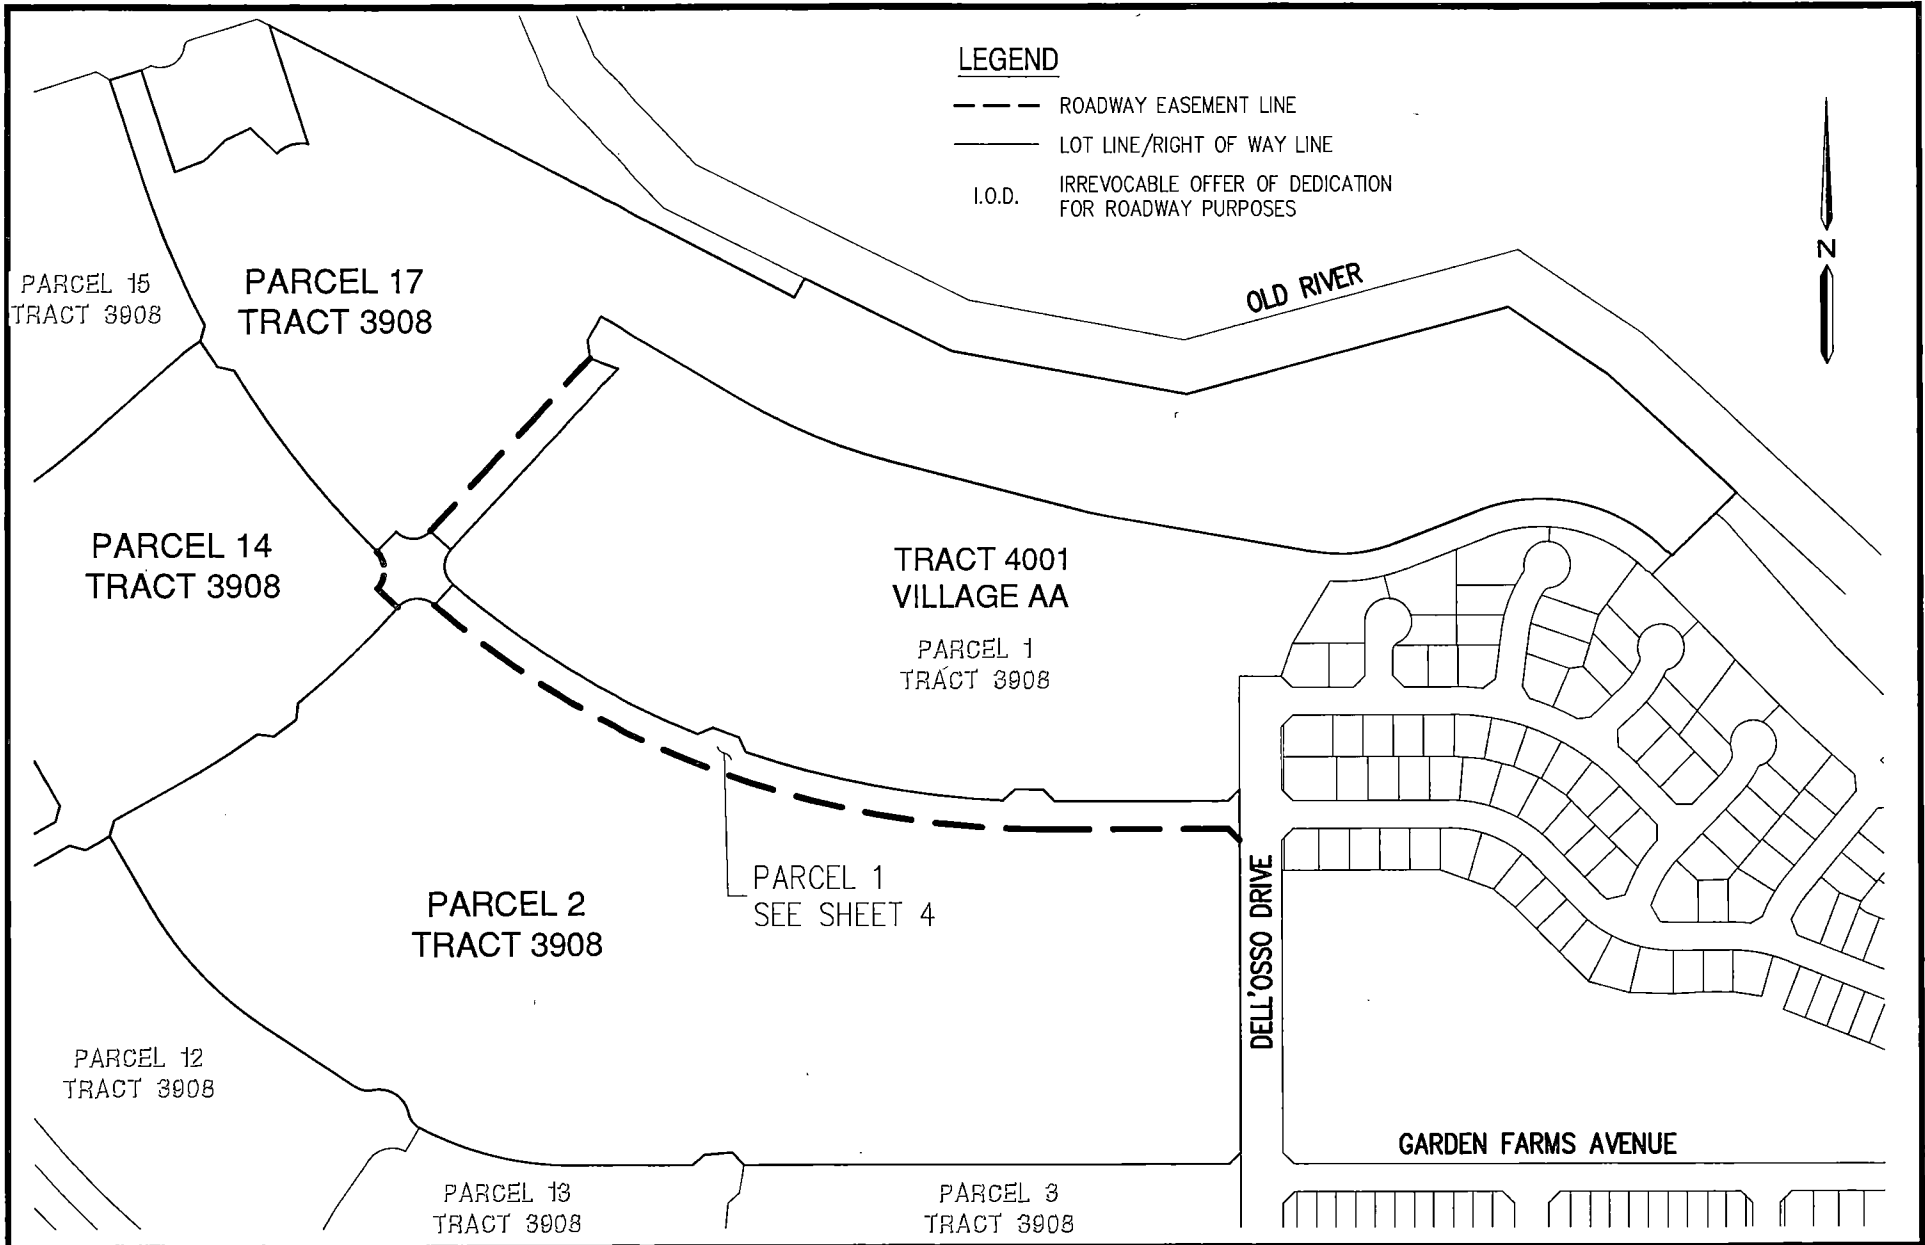 LEGEND
ROADWAY EASEMENT LINE
LOT LINE/RIGHT OF WAY LINE
I.O.D. IRREVOCABLE OFFER OF DEDICATION
FOR ROADWAY PURPOSES
N
OLD RIVER
PARCEL 15
TRACT 3908
PARCEL 17
TRACT 3908
PARCEL 14
TRACT 3908
TRACT 4001
VILLAGE AA
PARCEL 1
TRACT 3908
PARCEL 1
SEE SHEET 4
PARCEL 2
TRACT 3908
DELL'OSSO DRIVE
PARCEL 12
TRACT 3908
GARDEN FARMS AVENUE
PARCEL 13
TRACT 3908
PARCEL 3
TRACT 3908